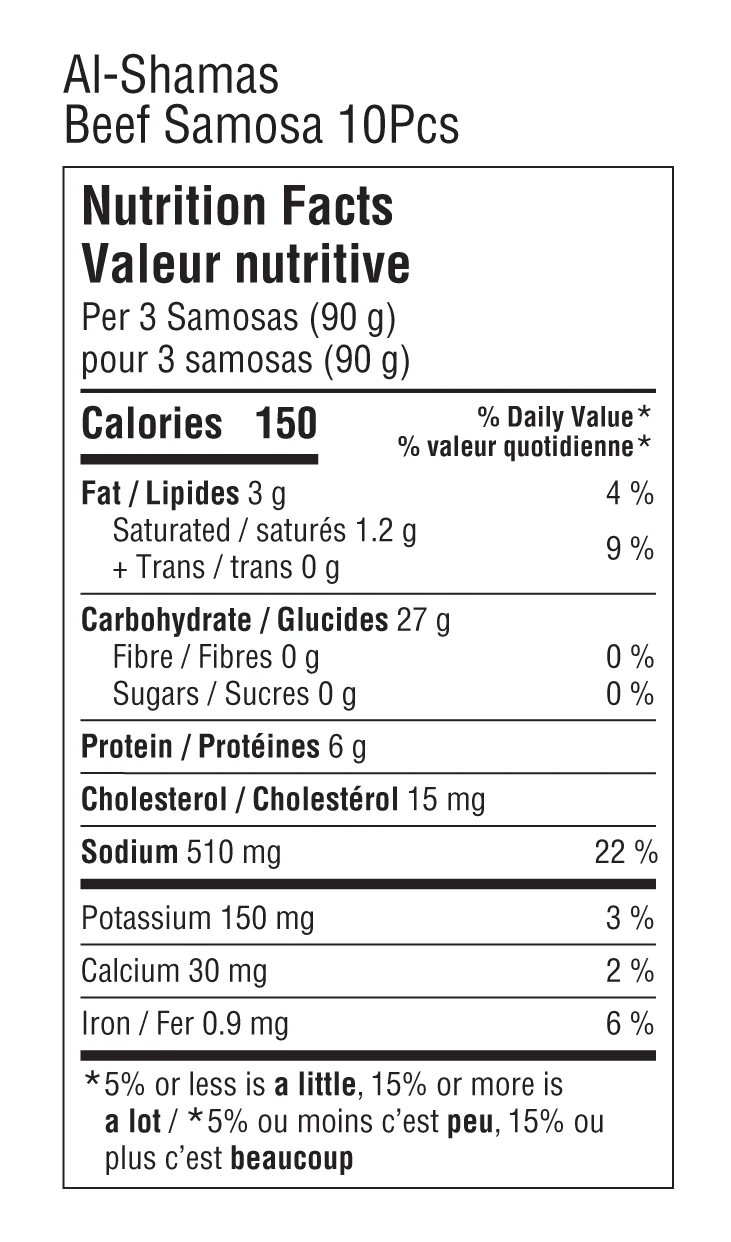 Al-Shamas
Beef Samosa 10Pcs
Nutrition Facts
Valeur nutritive
Per 3 Samosas (90 g)
pour 3 samosas (90 g)
Calories 150
% Daily Value*
% valeur quotidienne*
Fat / Lipides 3 g 4 %
Saturated / saturés 1.2 g
+ Trans / trans 0 g 9 %
Carbohydrate / Glucides 27 g
Fibre / Fibres 0 g 0 %
Sugars / Sucres 0 g 0 %
Protein / Protéines 6 g
Cholesterol / Cholestérol 15 mg
Sodium 510 mg 22 %
Potassium 150 mg 3 %
Calcium 30 mg 2 %
Iron / Fer 0.9 mg 6 %
*5% or less is a little, 15% or more is
a lot / *5% ou moins c'est peu, 15% ou
plus c'est beaucoup